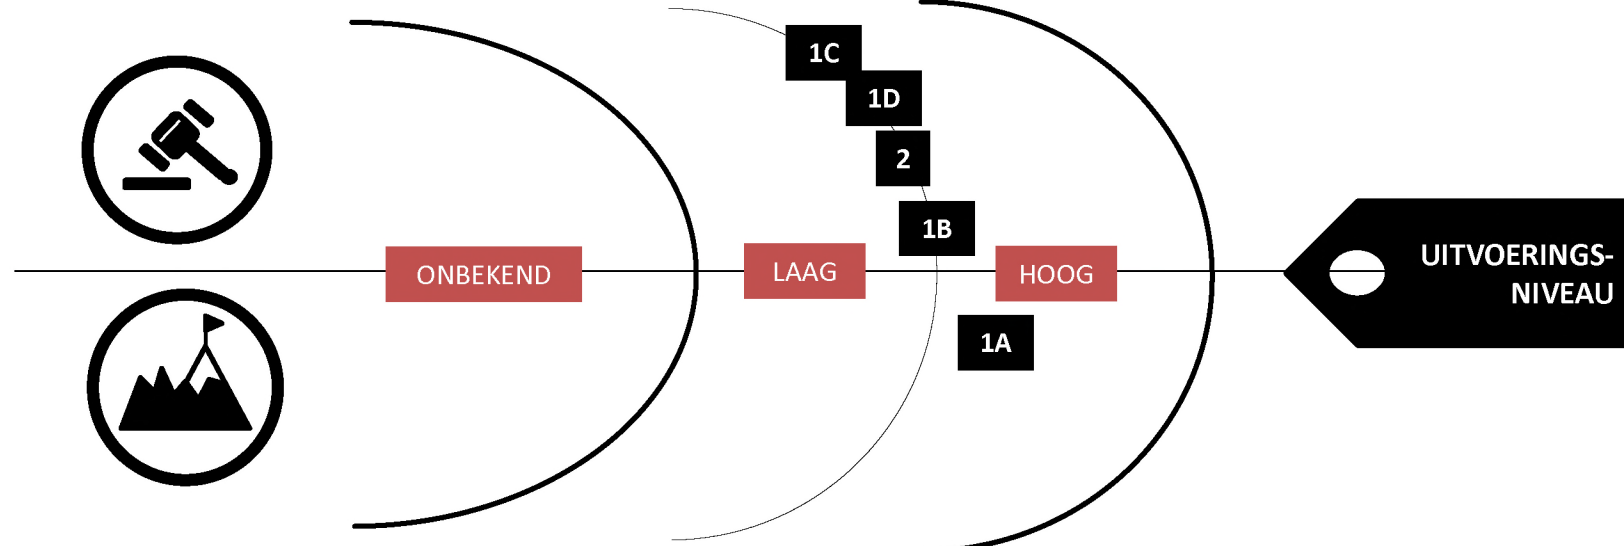 1C
1D
2
1B
ONBEKEND
LAAG
HOOG
UITVOERINGS-
NIVEAU
1A